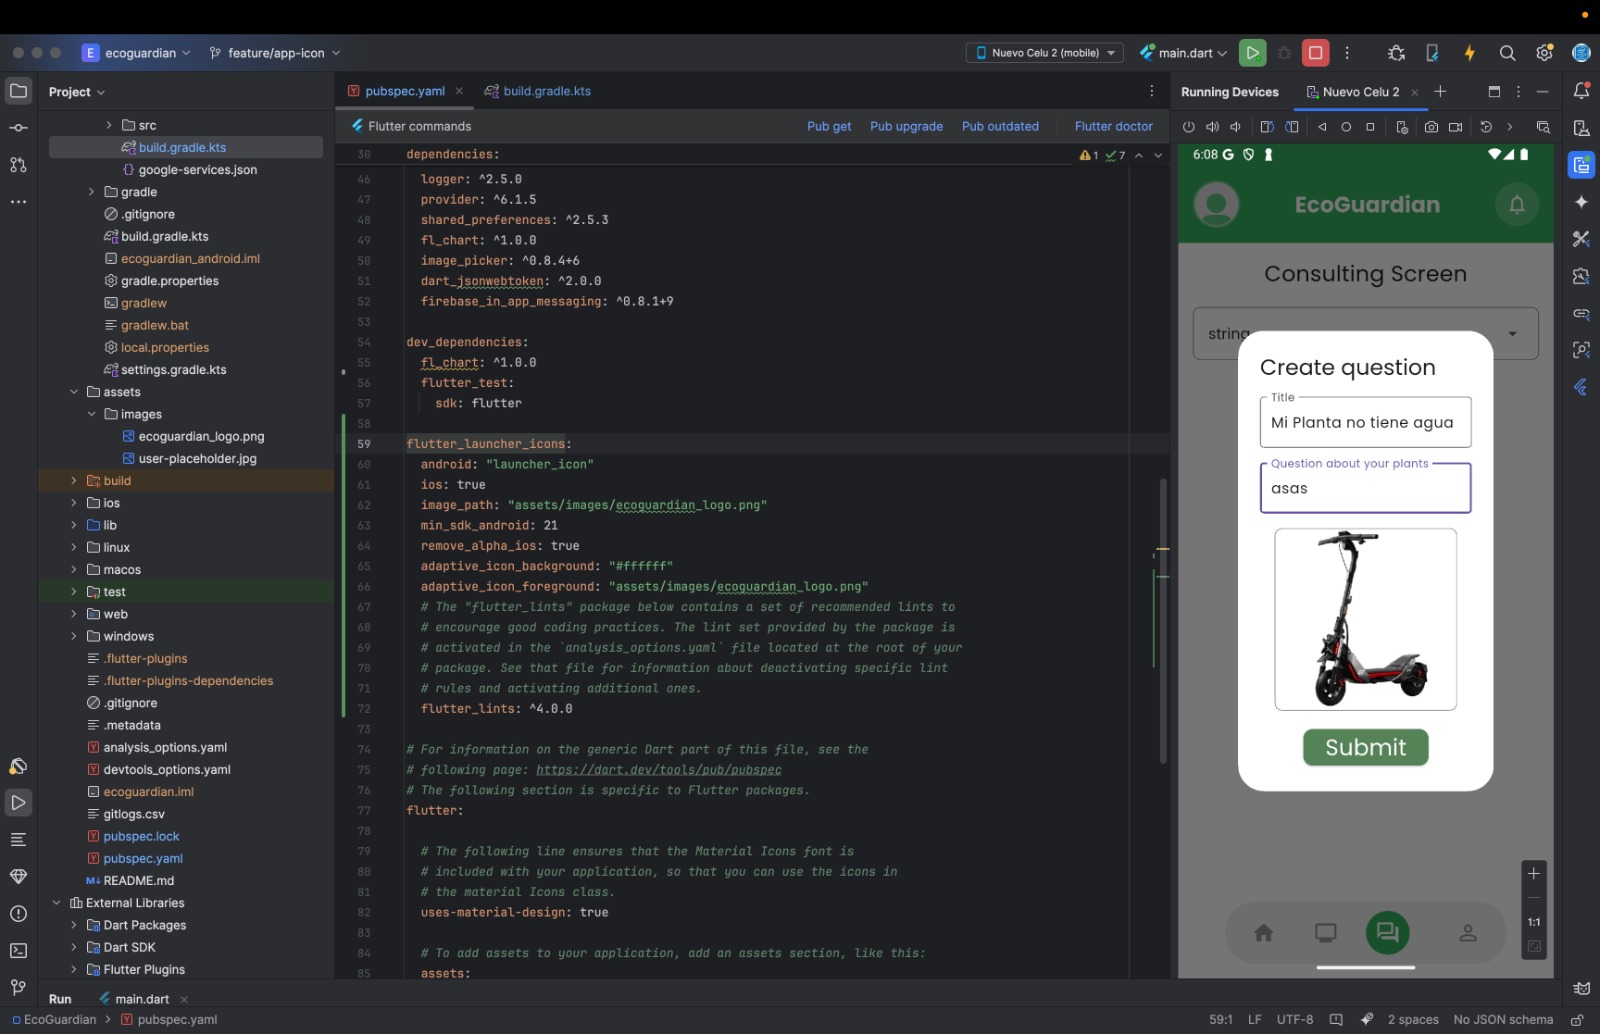 E ecoguardian
feature/app-icon
Nuevo Celu 2 (mobile)
main.dart
Project
src
build.gradle.kts
google-services.json
gradle
.gitignore
build.gradle.kts
ecoguardian_android.iml
gradle.properties
gradlew
gradlew.bat
local.properties
settings.gradle.kts
assets
images
ecoguardian_logo.png
user-placeholder.jpg
build
ios
lib
linux
macos
test
web
windows
.flutter-plugins
.flutter-plugins-dependencies
.gitignore
.metadata
analysis_options.yaml
devtools_options.yaml
ecoguardian.iml
gitlogs.csv
pubspec.lock
pubspec.yaml
README.md
External Libraries
Dart Packages
Dart SDK
Flutter Plugins
pubspec.yaml
build.gradle.kts
Flutter commands
Pub get
Pub upgrade
Pub outdated
Flutter doctor
1 7
30 dependencies:
46 logger: ^2.5.0
47 provider: ^6.1.5
48 shared_preferences: ^2.5.3
49 fl_chart: ^1.0.0
50 image_picker: ^0.8.4+6
51 dart_jsonwebtoken: ^2.0.0
52 firebase_in_app_messaging: ^0.8.1+9
53
54 dev_dependencies:
55 fl_chart: ^1.0.0
56 flutter_test:
57 sdk: flutter
58
59 flutter_launcher_icons:
60 android: "launcher_icon"
61 ios: true
62 image_path: "assets/images/ecoguardian_logo.png"
63 min_sdk_android: 21
64 remove_alpha_ios: true
65 adaptive_icon_background: "#ffffff"
66 adaptive_icon_foreground: "assets/images/ecoguardian_logo.png"
67 # The "flutter_lints" package below contains a set of recommended lints to
68 # encourage good coding practices. The lint set provided by the package is
69 # activated in the `analysis_options.yaml` file located at the root of your
70 # package. See that file for information about deactivating specific lint
71 # rules and activating additional ones.
72 flutter_lints: ^4.0.0
73
74 # For information on the generic Dart part of this file, see the
75 # following page: https://dart.dev/tools/pub/pubspec
76 # The following section is specific to Flutter packages.
77 flutter:
78
79 # The following line ensures that the Material Icons font is
80 # included with your application, so that you can use the icons in
81 # the material Icons class.
82 uses-material-design: true
83
84 # To add assets to your application, add an assets section, like this:
85 assets:
Running Devices
Nuevo Celu 2
6:08 G
EcoGuardian
Consulting Screen
string
Create question
Title
Mi Planta no tiene agua
Question about your plants
asas
Submit
1:1
Run
main.dart
EcoGuardian
pubspec.yaml
59:1
LF
UTF-8
2 spaces
No JSON schema